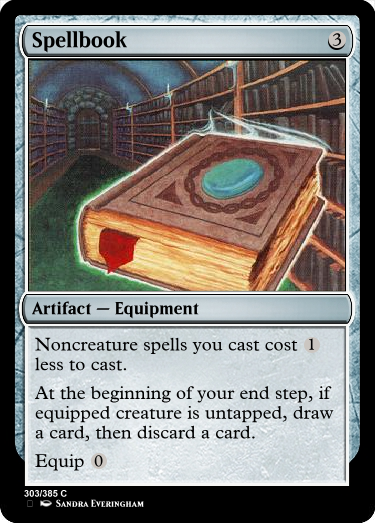 Spellbook 3
Artifact — Equipment
Noncreature spells you cast cost 1
less to cast.
At the beginning of your end step, if
equipped creature is untapped, draw
a card, then discard a card.
Equip 0
303/385 C
Sandra Everingham